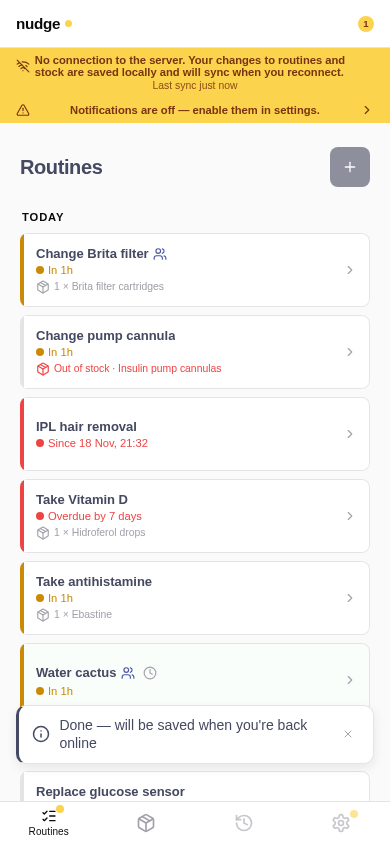 nudge
1
No connection to the server. Your changes to routines and
stock are saved locally and will sync when you reconnect.
Last sync just now
Notifications are off — enable them in settings.
Routines
+
TODAY
Change Brita filter
In 1h
1 × Brita filter cartridges
Change pump cannula
In 1h
Out of stock · Insulin pump cannulas
IPL hair removal
Since 18 Nov, 21:32
Take Vitamin D
Overdue by 7 days
1 × Hidroferol drops
Take antihistamine
In 1h
1 × Ebastine
Water cactus
In 1h
Done — will be saved when you're back
online
Replace glucose sensor
Routines